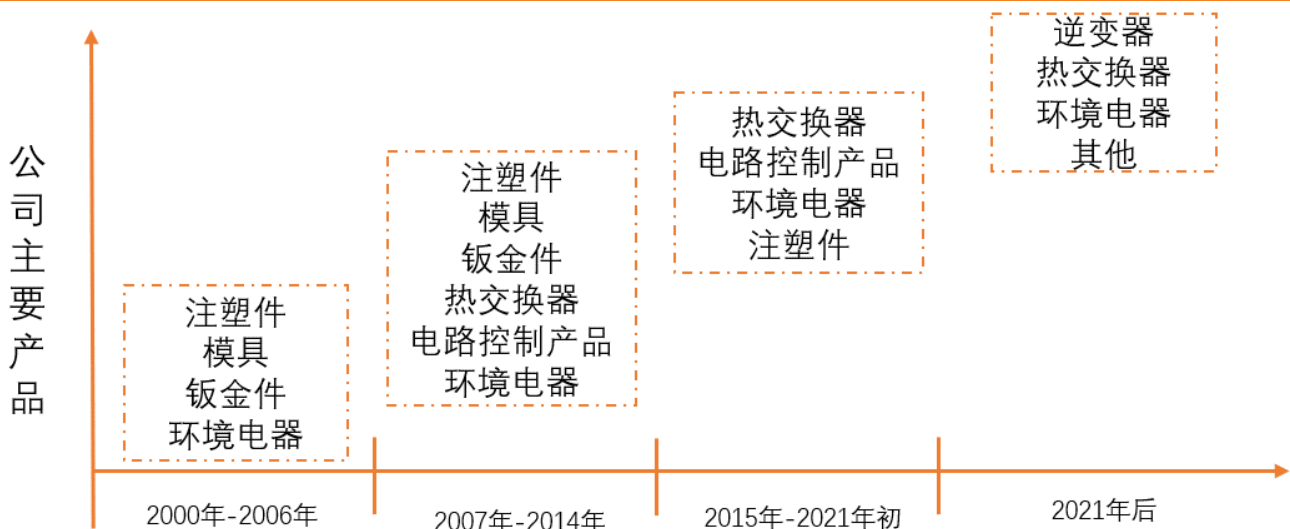 公司主要产品
注塑件
模具
钣金件
环境电器
注塑件
模具
钣金件
热交换器
电路控制产品
环境电器
热交换器
电路控制产品
环境电器
注塑件
逆变器
热交换器
环境电器
其他
2000年-2006年
2007年-2014年
2015年-2021年初
2021年后